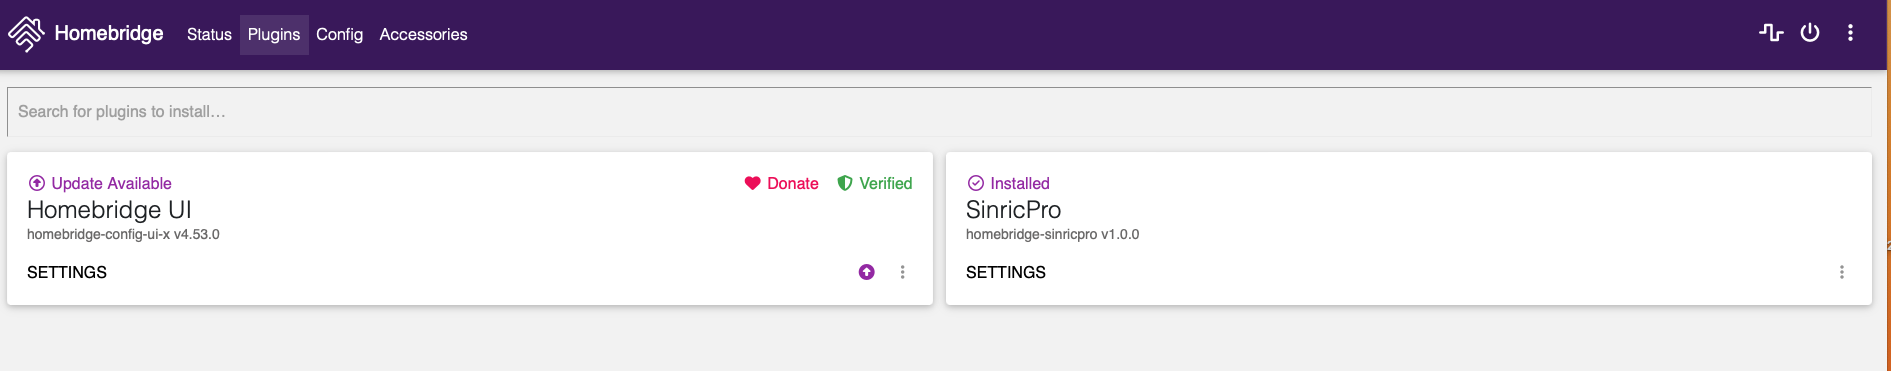 Homebridge Status Plugins Config Accessories
Search for plugins to install...
Update Available Donate Verified
Homebridge UI
homebridge-config-ui-x v4.53.0
SETTINGS
Installed
SinricPro
homebridge-sinricpro v1.0.0
SETTINGS